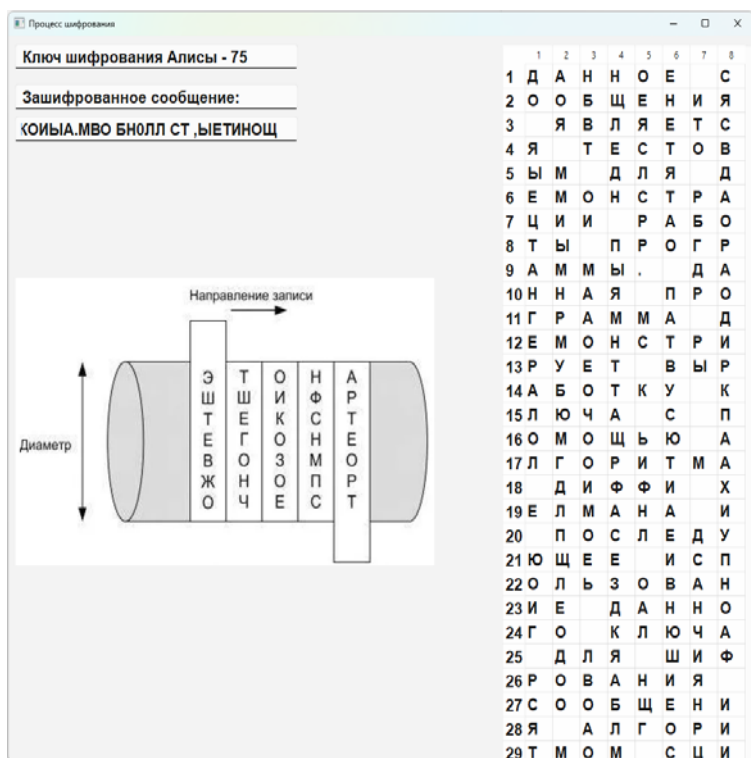 Процесс шифрования
Ключ шифрования Алисы - 75
Зашифрованное сообщение:
КОИЫА.МВО БН0ЛЛ СТ ,ЫЕТИНОЩ
Направление записи
Диаметр
Э Т О Н А
Ш Ш И Ф Р
Т Е К С Т
Е Г О Н Е
В О З М О
Ж Н О П Р
О Ч Е С Т
1 2 3 4 5 6 7 8
1 Д А Н Н О Е С
2 О О Б Щ Е Н И Я
3 Я В Л Я Е Т С
4 Я Т Е С Т О В
5 Ы М Д Л Я Д
6 Е М О Н С Т Р А
7 Ц И И Р А Б О
8 Т Ы П Р О Г Р
9 А М М Ы . Д А
10 Н Н А Я П Р О
11 Г Р А М М А Д
12 Е М О Н С Т Р И
13 Р У Е Т В Ы Р
14 А Б О Т К У К
15 Л Ю Ч А С П
16 О М О Щ Ь Ю А
17 Л Г О Р И Т М А
18 Д И Ф Ф И Х
19 Е Л М А Н А И
20 П О С Л Е Д У
21 Ю Щ Е Е И С П
22 О Л Ь З О В А Н
23 И Е Д А Н Н О
24 Г О К Л Ю Ч А
25 Д Л Я Ш И Ф
26 Р О В А Н И Я
27 С О О Б Щ Е Н И
28 Я А Л Г О Р И
29 Т М О М С Ц И